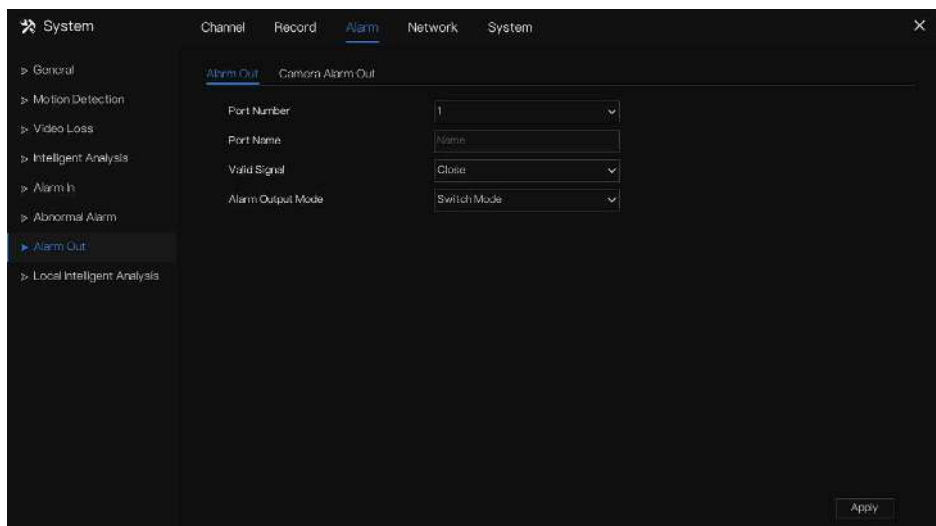 System
Channel Record Alarm Network System
General
Motion Detection
Video Loss
Intelligent Analysis
Alarm In
Abnormal Alarm
Alarm Out
Local Intelligent Analysis
Alarm Out Camera Alarm Out
Port Number 1
Port Name Name
Valid Signal Close
Alarm Output Mode Switch Mode
Apply